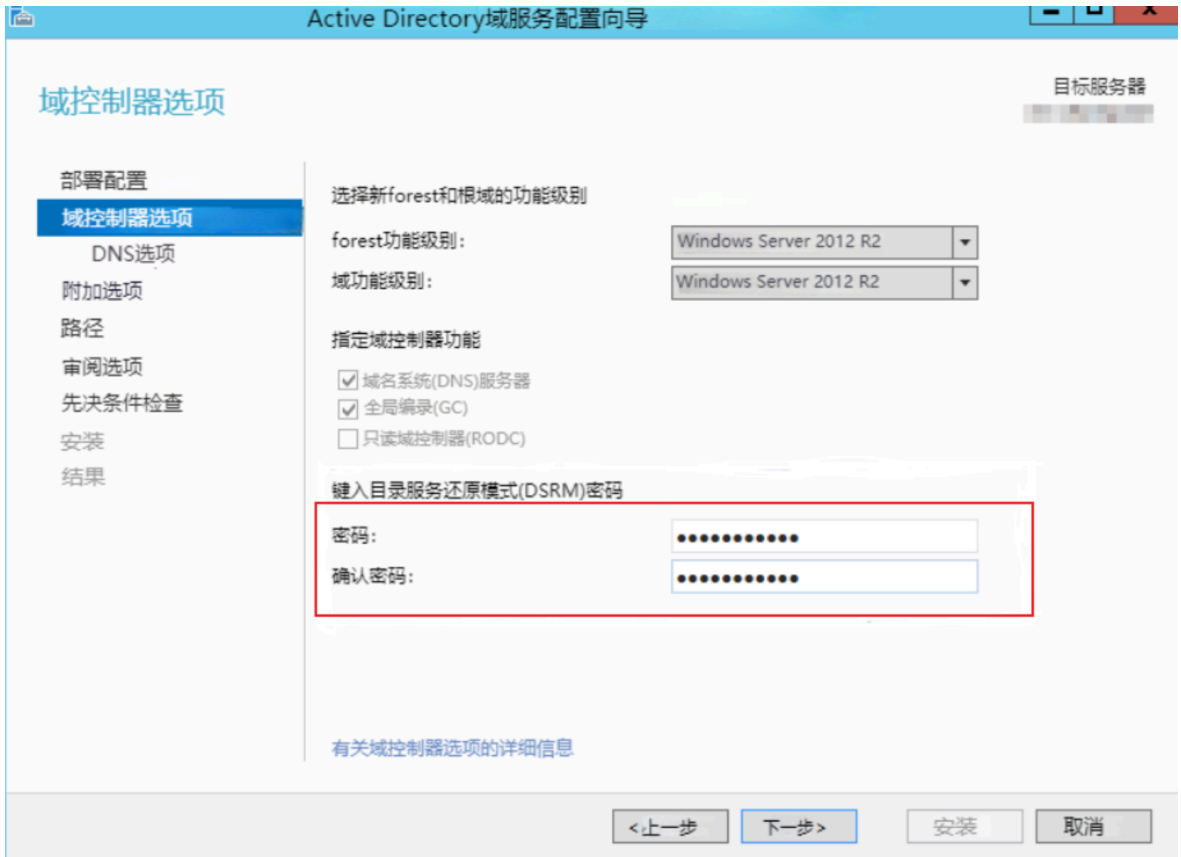 Active Directory域服务配置向导
域控制器选项
目标服务器
部署配置
域控制器选项
DNS选项
附加选项
路径
审阅选项
先决条件检查
安装
结果
选择新forest和根域的功能级别
forest功能级别: Windows Server 2012 R2
域功能级别: Windows Server 2012 R2
指定域控制器功能
域名系统(DNS)服务器
全局编录(GC)
只读域控制器(RODC)
键入目录服务还原模式(DSRM)密码
密码: ●●●●●●●●●●●
确认密码: ●●●●●●●●●●●
有关域控制器选项的详细信息
<上一步 下一步> 安装 取消